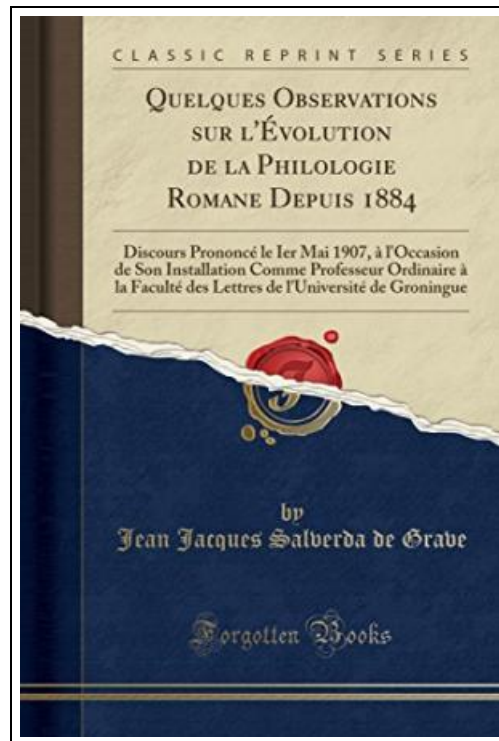 CLASSIC REPRINT SERIES
QUELQUES OBSERVATIONS
SUR L'ÉVOLUTION
DE LA PHILOLOGIE
ROMANE DEPUIS 1884
Discours Prononcé le Ier Mai 1907, à l'Occasion
de Son Installation Comme Professeur Ordinaire à
la Faculté des Lettres de l'Université de Groningue
by
Jean Jacques Salverda de Grave
Forgotten Books